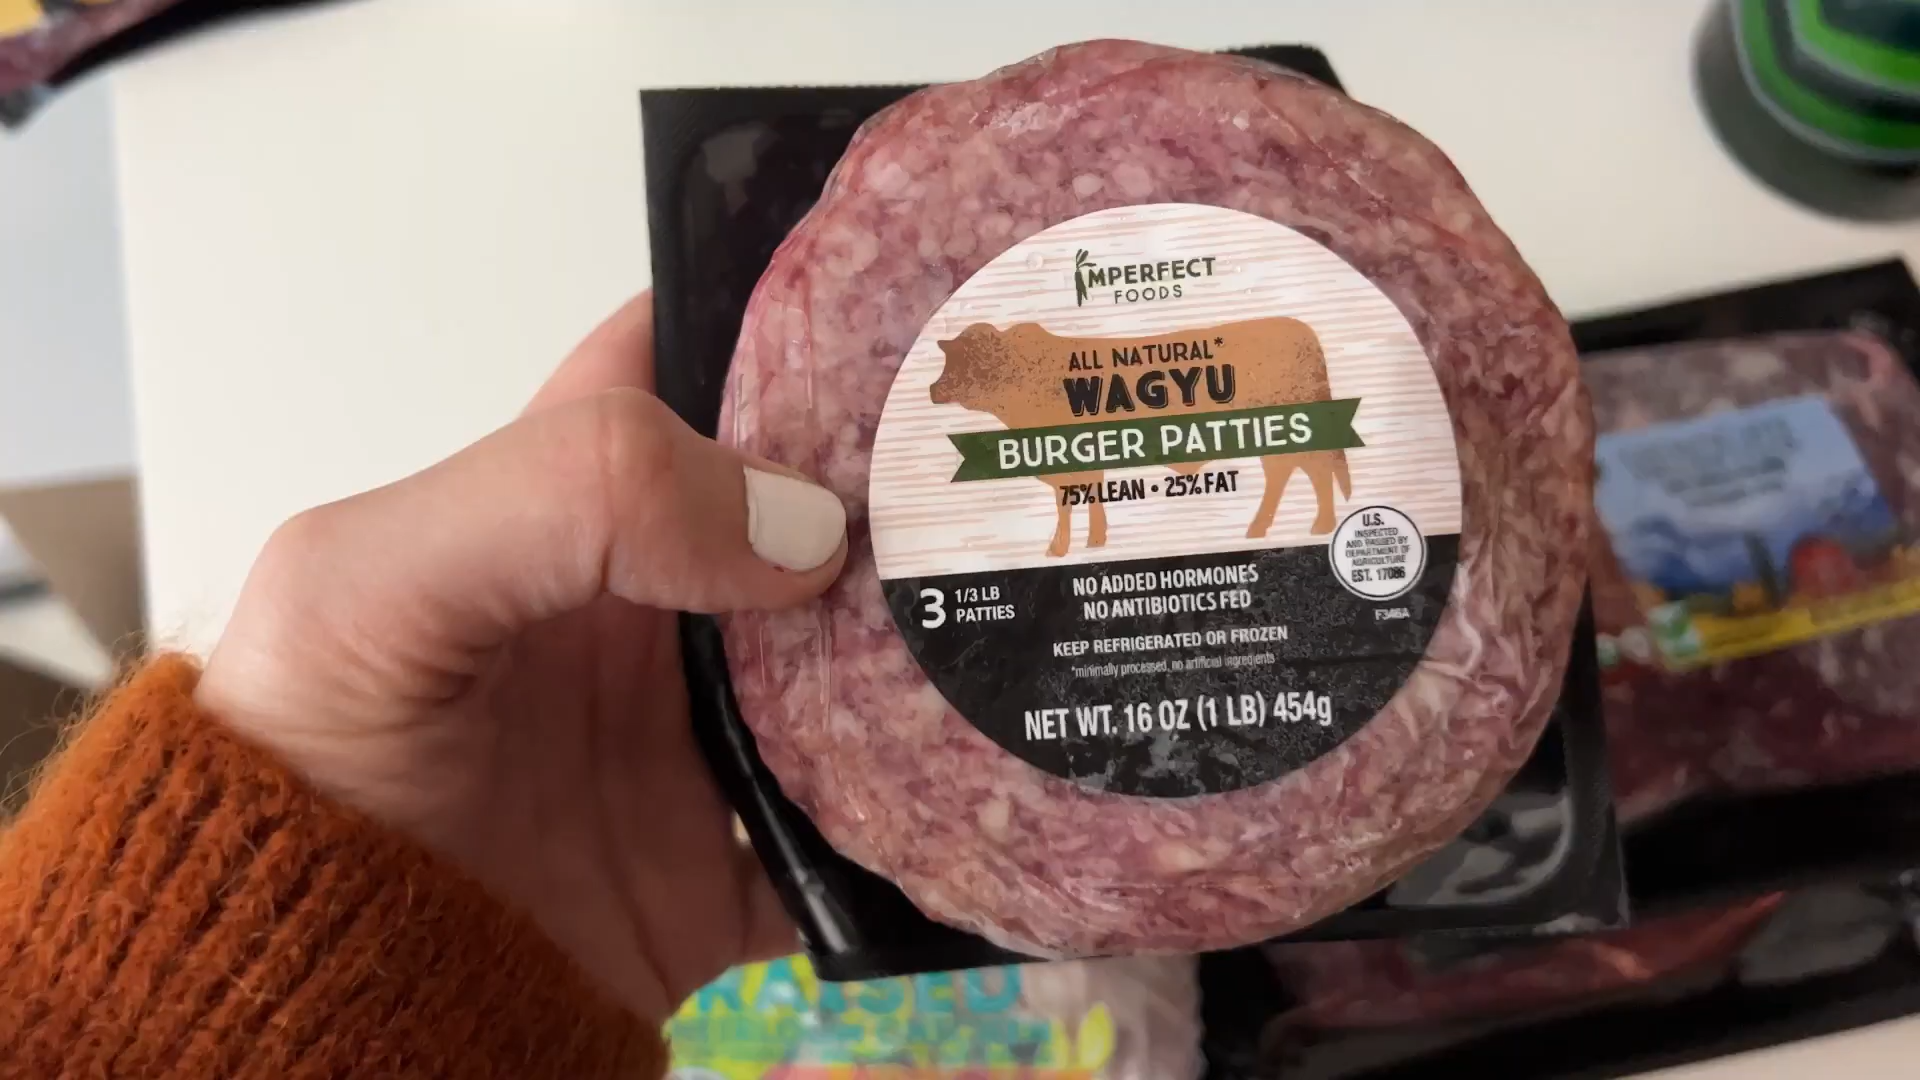 IMPERFECT
FOODS
ALL NATURAL*
WAGYU
BURGER PATTIES
75% LEAN • 25% FAT
U.S.
INSPECTED
AND PASSED BY
DEPARTMENT OF
AGRICULTURE
EST. 17086
F346A
3 1/3 LB
PATTIES
NO ADDED HORMONES
NO ANTIBIOTICS FED
KEEP REFRIGERATED OR FROZEN
*minimally processed, no artificial ingredients
NET WT. 16 OZ (1 LB) 454g
RAISED